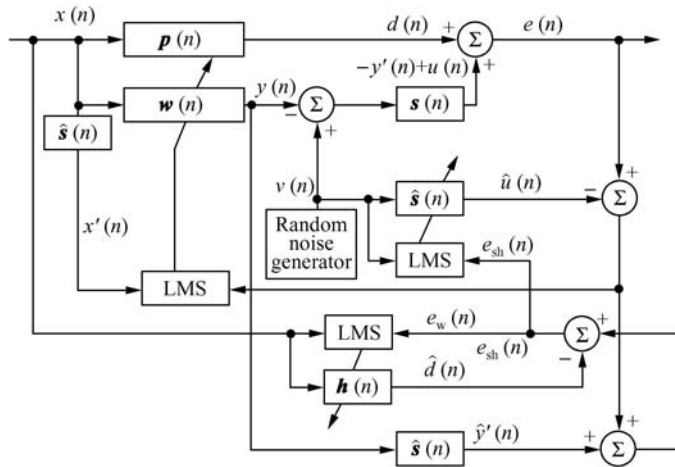 x (n)
d (n)
e (n)
p (n)
+
Σ
+
-y′ (n)+u (n)
y (n)
w (n)
−
Σ
s (n)
ŝ (n)
+
+
v (n)
ŝ (n)
û (n)
−
Σ
x′ (n)
Random
noise
generator
LMS
e_sh (n)
LMS
LMS
e_w (n)
e_sh (n)
Σ
+
−
h (n)
d̂ (n)
+
ŝ (n)
ŷ′ (n)
+
Σ